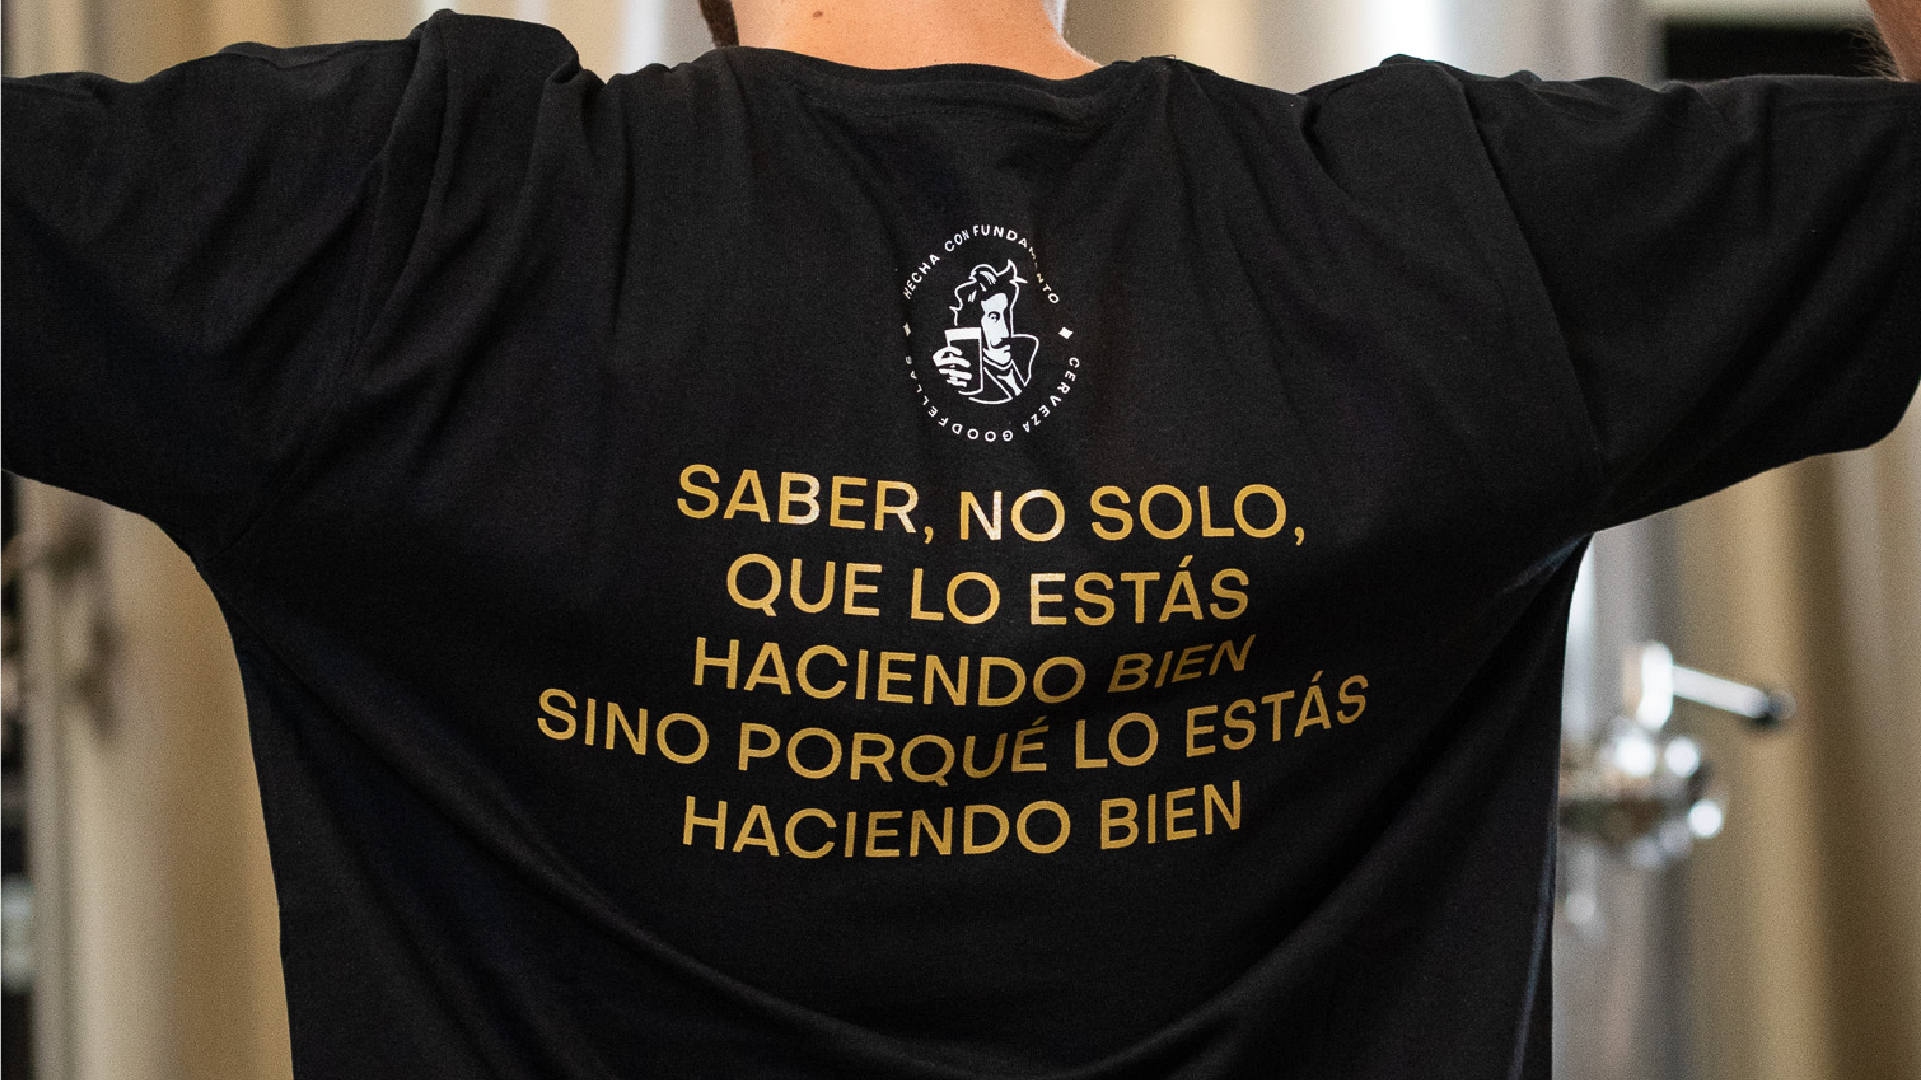 HECHA CON FUNDAMENTO
CERVEZA GOODFELLAS
SABER, NO SOLO,
QUE LO ESTÁS
HACIENDO BIEN
SINO PORQUÉ LO ESTÁS
HACIENDO BIEN